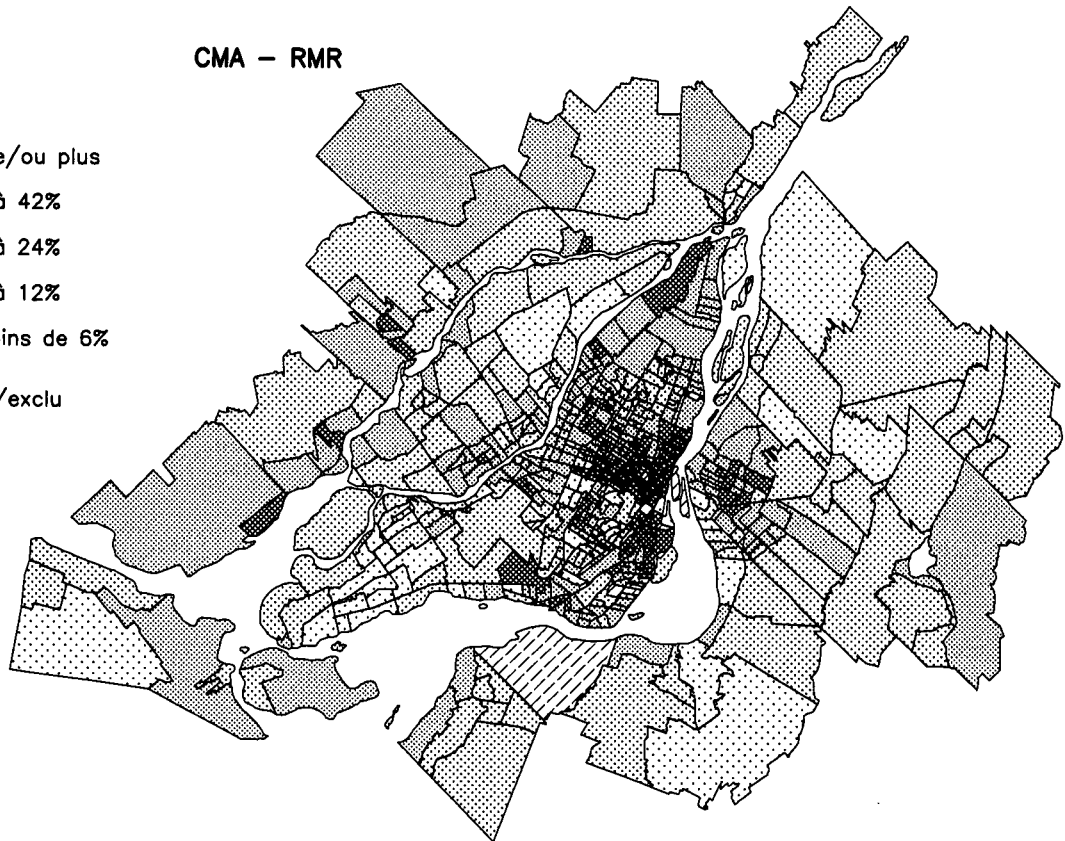 CMA – RMR
e/ou plus
à 42%
à 24%
à 12%
ins de 6%
/exclu